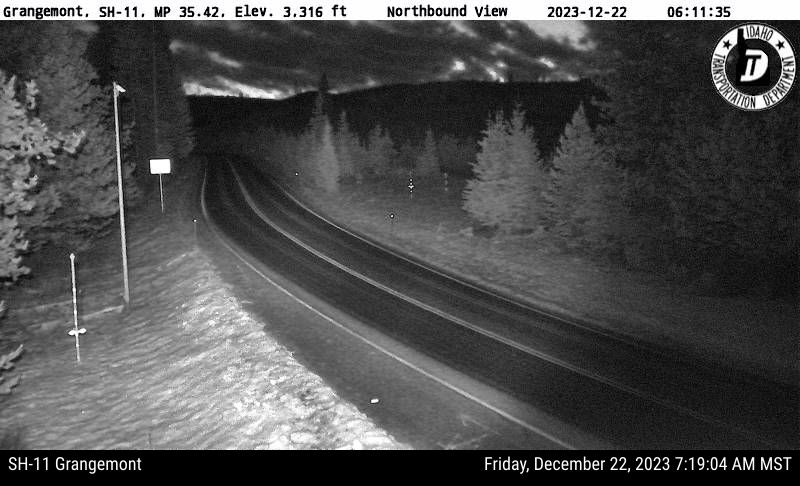 Grangemont, SH-11, MP 35.42, Elev. 3,316 ft Northbound View 2023-12-22 06:11:35
IDAHO
TRANSPORTATION DEPARTMENT
SH-11 Grangemont
Friday, December 22, 2023 7:19:04 AM MST